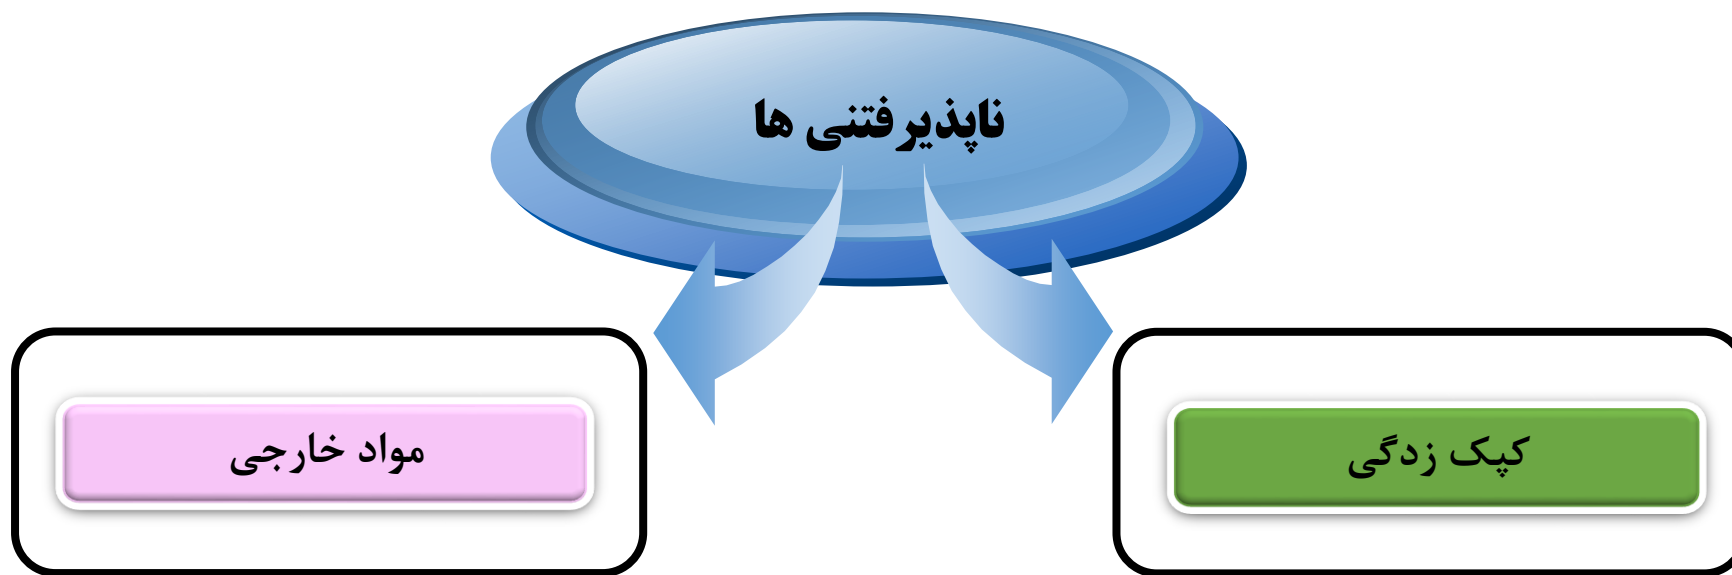 ناپذیرفتنی ها
کپک زدگی
مواد خارجی